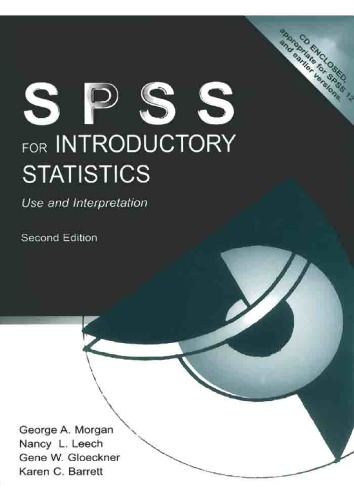 CD ENCLOSED,
appropriate for SPSS 12
and earlier versions.
SPSS
FOR INTRODUCTORY
STATISTICS
Use and Interpretation
Second Edition
George A. Morgan
Nancy L. Leech
Gene W. Gloeckner
Karen C. Barrett